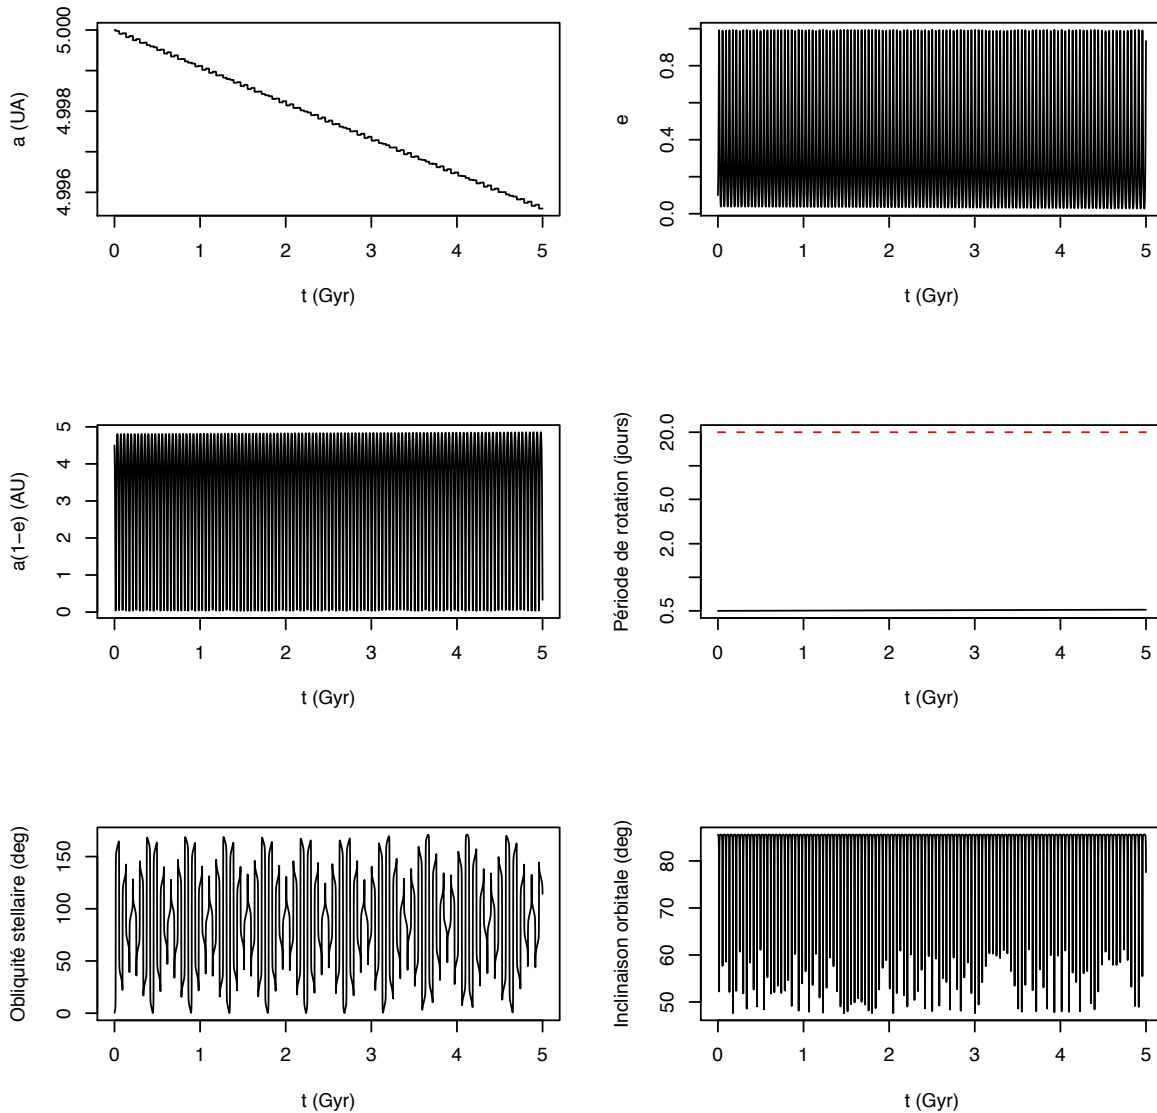 a (UA)
5.000
4.998
4.996
0 1 2 3 4 5
t (Gyr)
e
0.8
0.4
0.0
0 1 2 3 4 5
t (Gyr)
a(1−e) (AU)
5
4
3
2
1
0
0 1 2 3 4 5
t (Gyr)
Période de rotation (jours)
20.0
5.0
2.0
0.5
0 1 2 3 4 5
t (Gyr)
Obliquité stellaire (deg)
150
100
50
0
0 1 2 3 4 5
t (Gyr)
Inclinaison orbitale (deg)
80
70
60
50
0 1 2 3 4 5
t (Gyr)